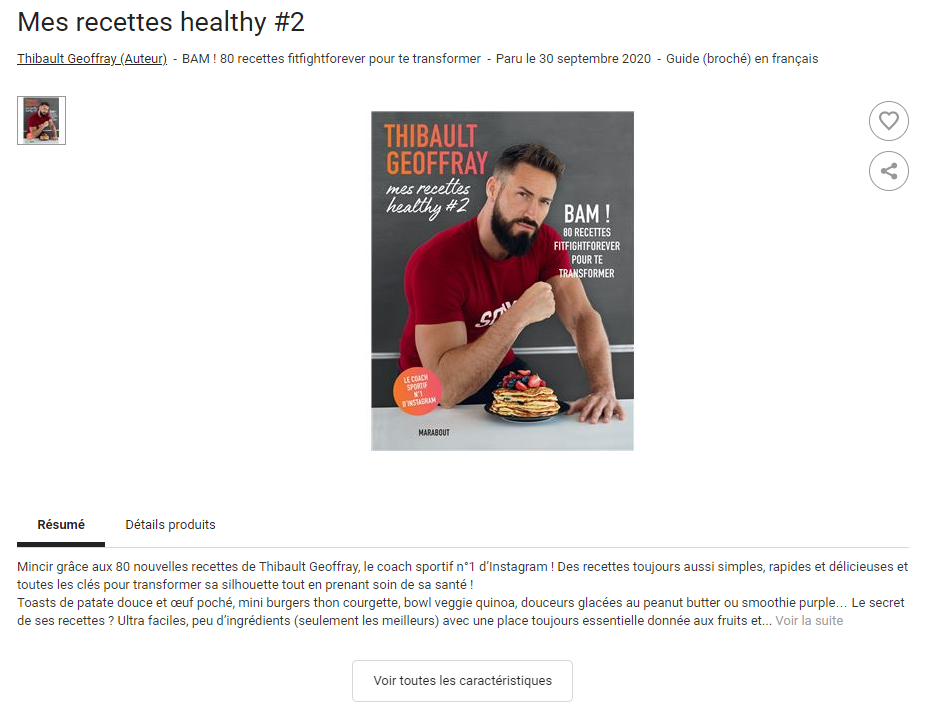 Mes recettes healthy #2
Thibault Geoffray (Auteur) - BAM ! 80 recettes fitfightforever pour te transformer - Paru le 30 septembre 2020 - Guide (broché) en français
THIBAULT
GEOFFRAY
mes recettes
healthy #2
BAM !
80 RECETTES
FITFIGHTFOREVER
POUR TE
TRANSFORMER
LE COACH
SPORTIF
N°1
D'INSTAGRAM
MARABOUT
Résumé
Détails produits
Mincir grâce aux 80 nouvelles recettes de Thibault Geoffray, le coach sportif n°1 d’Instagram ! Des recettes toujours aussi simples, rapides et délicieuses et
toutes les clés pour transformer sa silhouette tout en prenant soin de sa santé !
Toasts de patate douce et œuf poché, mini burgers thon courgette, bowl veggie quinoa, douceurs glacées au peanut butter ou smoothie purple… Le secret
de ses recettes ? Ultra faciles, peu d’ingrédients (seulement les meilleurs) avec une place toujours essentielle donnée aux fruits et... Voir la suite
Voir toutes les caractéristiques